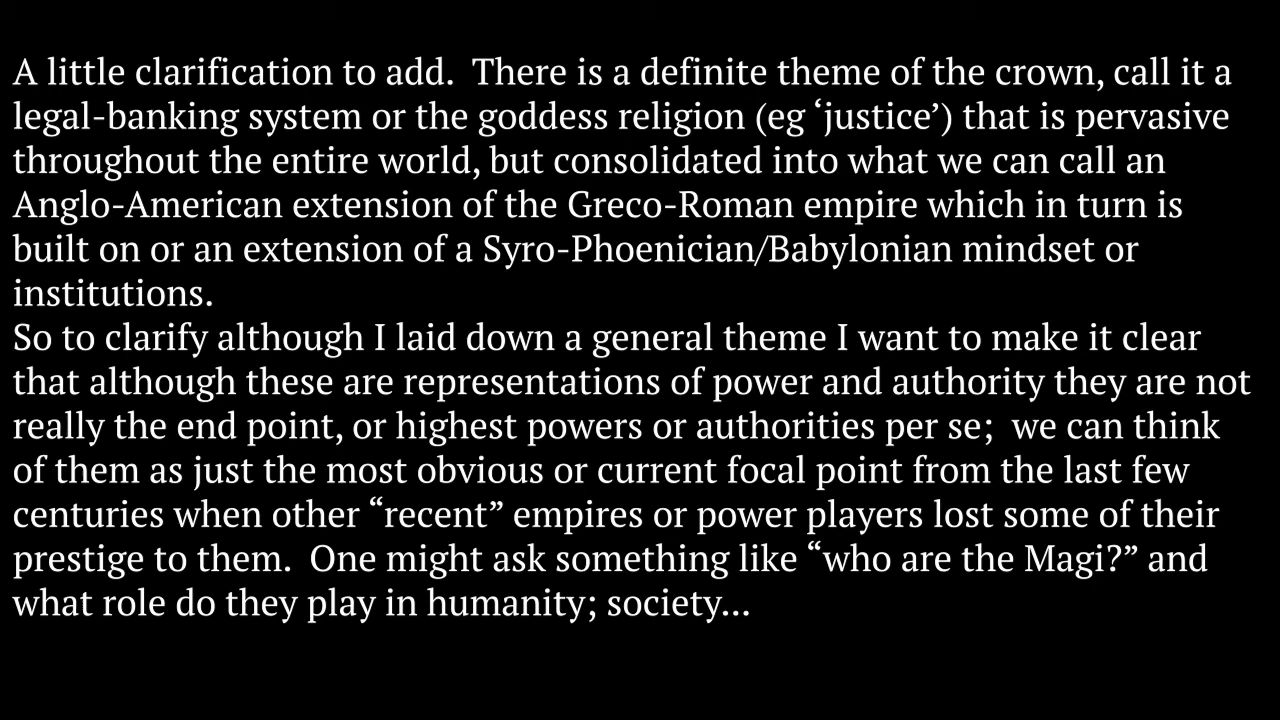 A little clarification to add.  There is a definite theme of the crown, call it a
legal-banking system or the goddess religion (eg ‘justice’) that is pervasive
throughout the entire world, but consolidated into what we can call an
Anglo-American extension of the Greco-Roman empire which in turn is
built on or an extension of a Syro-Phoenician/Babylonian mindset or
institutions.
So to clarify although I laid down a general theme I want to make it clear
that although these are representations of power and authority they are not
really the end point, or highest powers or authorities per se;  we can think
of them as just the most obvious or current focal point from the last few
centuries when other “recent” empires or power players lost some of their
prestige to them.  One might ask something like “who are the Magi?” and
what role do they play in humanity; society...